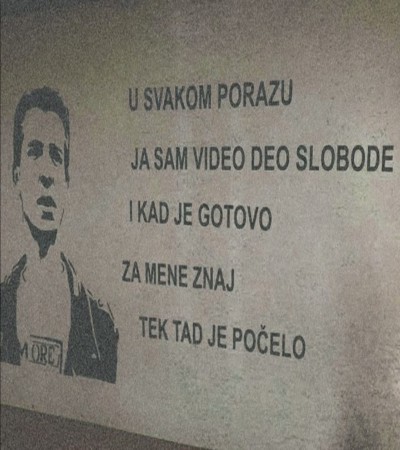 U SVAKOM PORAZU
JA SAM VIDEO DEO SLOBODE
I KAD JE GOTOVO
ZA MENE ZNAJ
TEK TAD JE POČELO